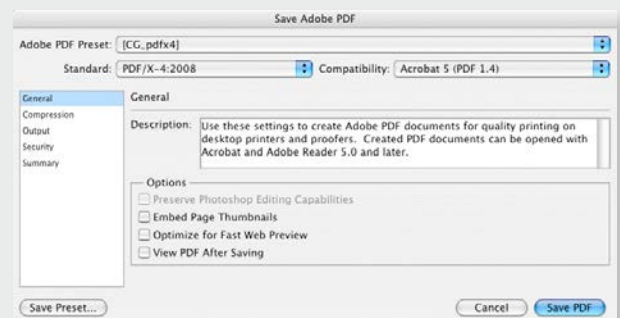 Save Adobe PDF
Adobe PDF Preset: [CG_pdfx4]
Standard: PDF/X-4:2008 Compatibility: Acrobat 5 (PDF 1.4)
General
Compression
Output
Security
Summary
General
Description: Use these settings to create Adobe PDF documents for quality printing on
desktop printers and proofers. Created PDF documents can be opened with
Acrobat and Adobe Reader 5.0 and later.
Options
Preserve Photoshop Editing Capabilities
Embed Page Thumbnails
Optimize for Fast Web Preview
View PDF After Saving
Save Preset... Cancel Save PDF